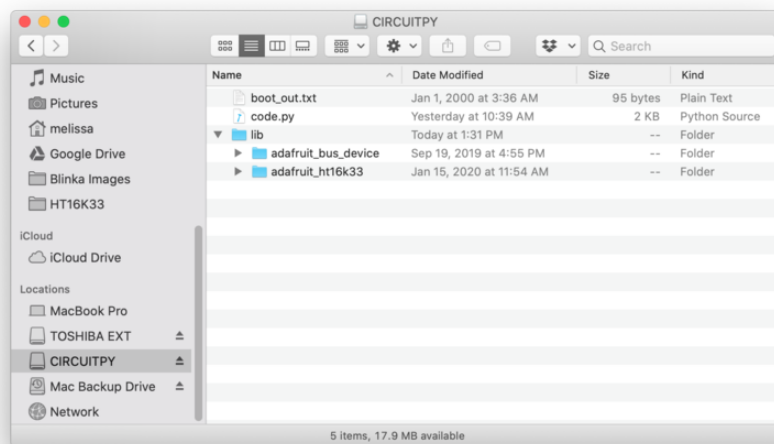 CIRCUITPY
Search
Music
Pictures
melissa
Google Drive
Blinka Images
HT16K33
iCloud
iCloud Drive
Locations
MacBook Pro
TOSHIBA EXT
CIRCUITPY
Mac Backup Drive
Network
Name Date Modified Size Kind
boot_out.txt Jan 1, 2000 at 3:36 AM 95 bytes Plain Text
code.py Yesterday at 10:39 AM 2 KB Python Source
lib Today at 1:31 PM -- Folder
adafruit_bus_device Sep 19, 2019 at 4:55 PM -- Folder
adafruit_ht16k33 Jan 15, 2020 at 11:54 AM -- Folder
5 items, 17.9 MB available